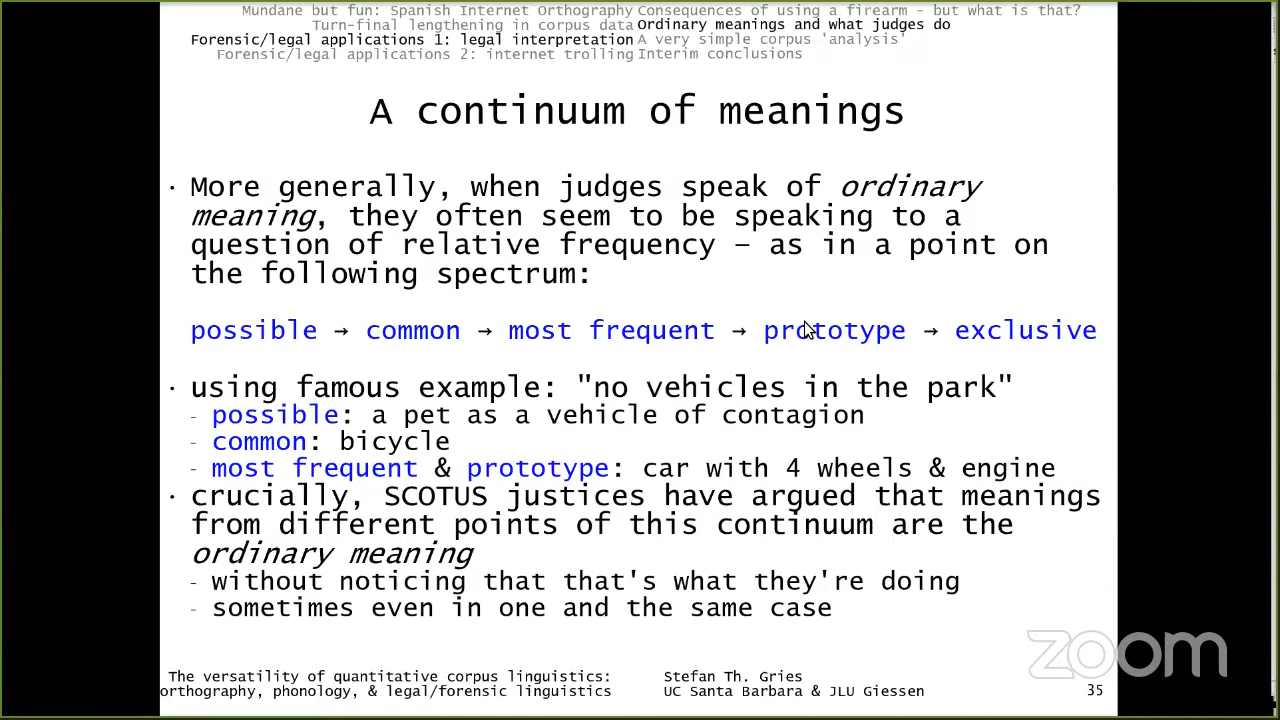 Mundane but fun: Spanish Internet Orthography Consequences of using a firearm - but what is that?
Turn-final lengthening in corpus data Ordinary meanings and what judges do
Forensic/legal applications 1: legal interpretation A very simple corpus 'analysis'
Forensic/legal applications 2: internet trolling Interim conclusions
A continuum of meanings
• More generally, when judges speak of ordinary
meaning, they often seem to be speaking to a
question of relative frequency – as in a point on
the following spectrum:
possible → common → most frequent → prototype → exclusive
• using famous example: "no vehicles in the park"
- possible: a pet as a vehicle of contagion
- common: bicycle
- most frequent & prototype: car with 4 wheels & engine
• crucially, SCOTUS justices have argued that meanings
from different points of this continuum are the
ordinary meaning
- without noticing that that's what they're doing
- sometimes even in one and the same case
The versatility of quantitative corpus linguistics: Stefan Th. Gries
orthography, phonology, & legal/forensic linguistics UC Santa Barbara & JLU Giessen 35
zoom